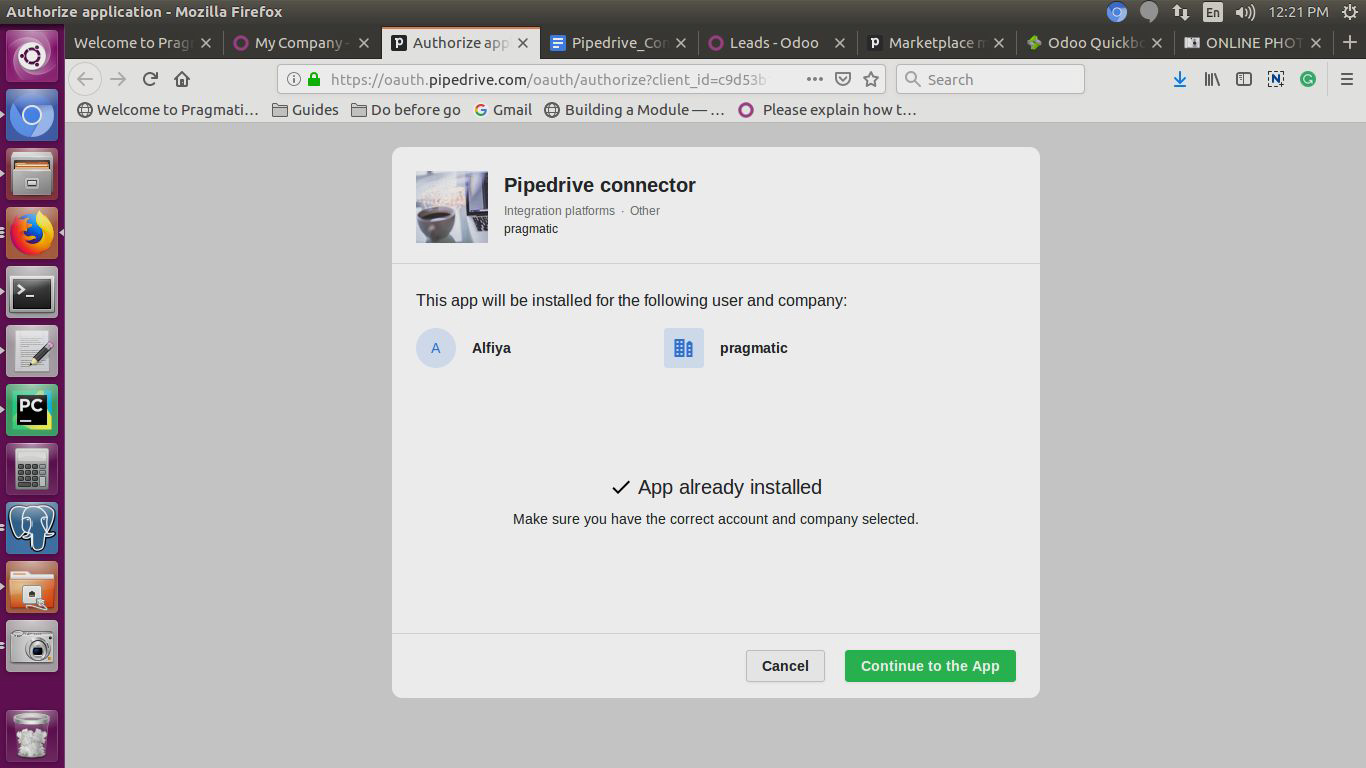 Authorize application - Mozilla Firefox
En
12:21 PM
Welcome to Prag
My Company -
Authorize app
Pipedrive_Con
Leads - Odoo
Marketplace m
Odoo Quickbo
ONLINE PHOT
https://oauth.pipedrive.com/oauth/authorize?client_id=c9d53b
Search
Welcome to Pragmati…
Guides
Do before go
Gmail
Building a Module — …
Please explain how t…
Pipedrive connector
Integration platforms · Other
pragmatic
This app will be installed for the following user and company:
A
Alfiya
pragmatic
App already installed
Make sure you have the correct account and company selected.
Cancel
Continue to the App
PC